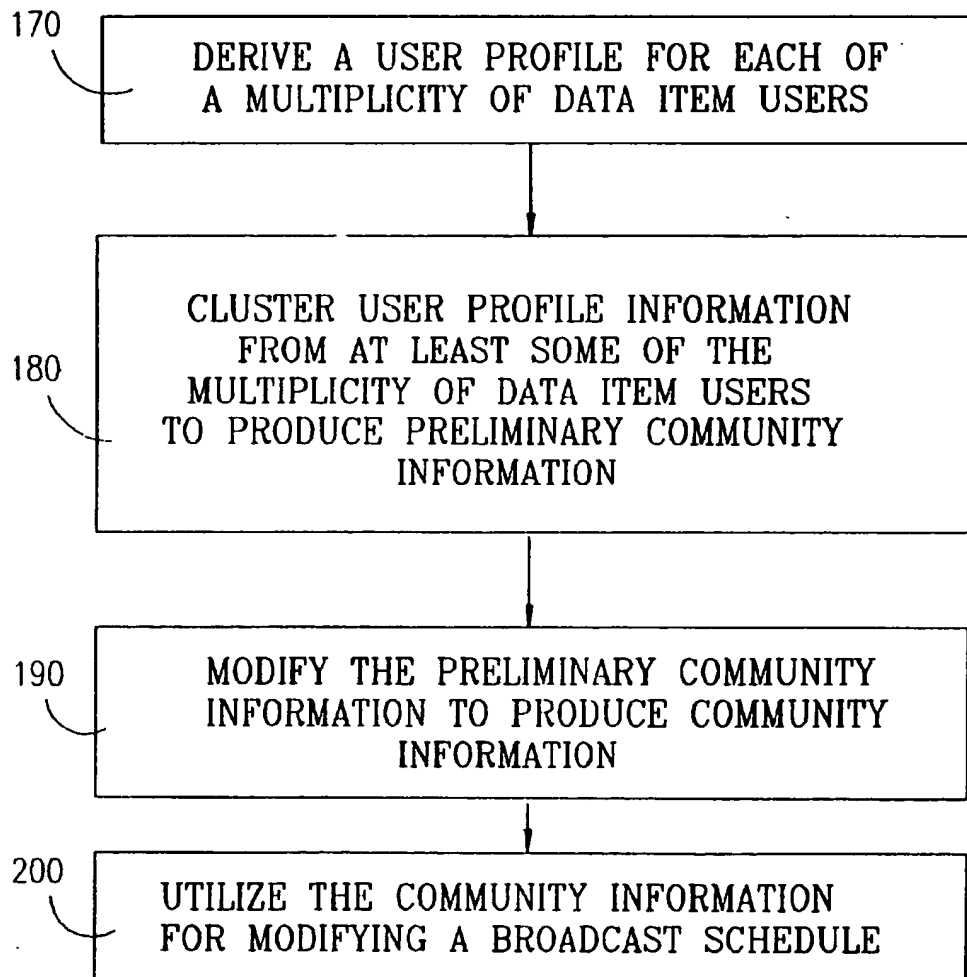 170
DERIVE A USER PROFILE FOR EACH OF
A MULTIPLICITY OF DATA ITEM USERS
180
CLUSTER USER PROFILE INFORMATION
FROM AT LEAST SOME OF THE
MULTIPLICITY OF DATA ITEM USERS
TO PRODUCE PRELIMINARY COMMUNITY
INFORMATION
190
MODIFY THE PRELIMINARY COMMUNITY
INFORMATION TO PRODUCE COMMUNITY
INFORMATION
200
UTILIZE THE COMMUNITY INFORMATION
FOR MODIFYING A BROADCAST SCHEDULE